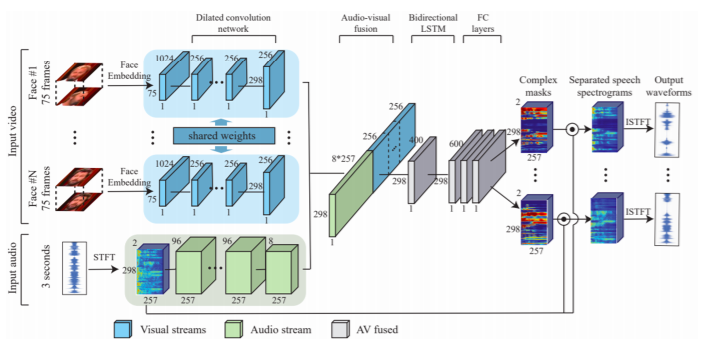 Dilated convolution
network
Audio-visual
fusion
Bidirectional
LSTM
FC
layers
Input video
Face #1
75 frames
Face
Embedding
1024
75
1
256
1
256
1
256
298
1
shared weights
Face #N
75 frames
Face
Embedding
1024
75
1
256
1
256
1
256
298
1
Input audio
3 seconds
STFT
2
298
257
96
257
96
257
8
257
8*257
256
256
298
1
400
298
1
600
298
1
1
1
Complex
masks
2
298
257
2
298
257
Separated speech
spectrograms
Output
waveforms
ISTFT
ISTFT
Visual streams
Audio stream
AV fused